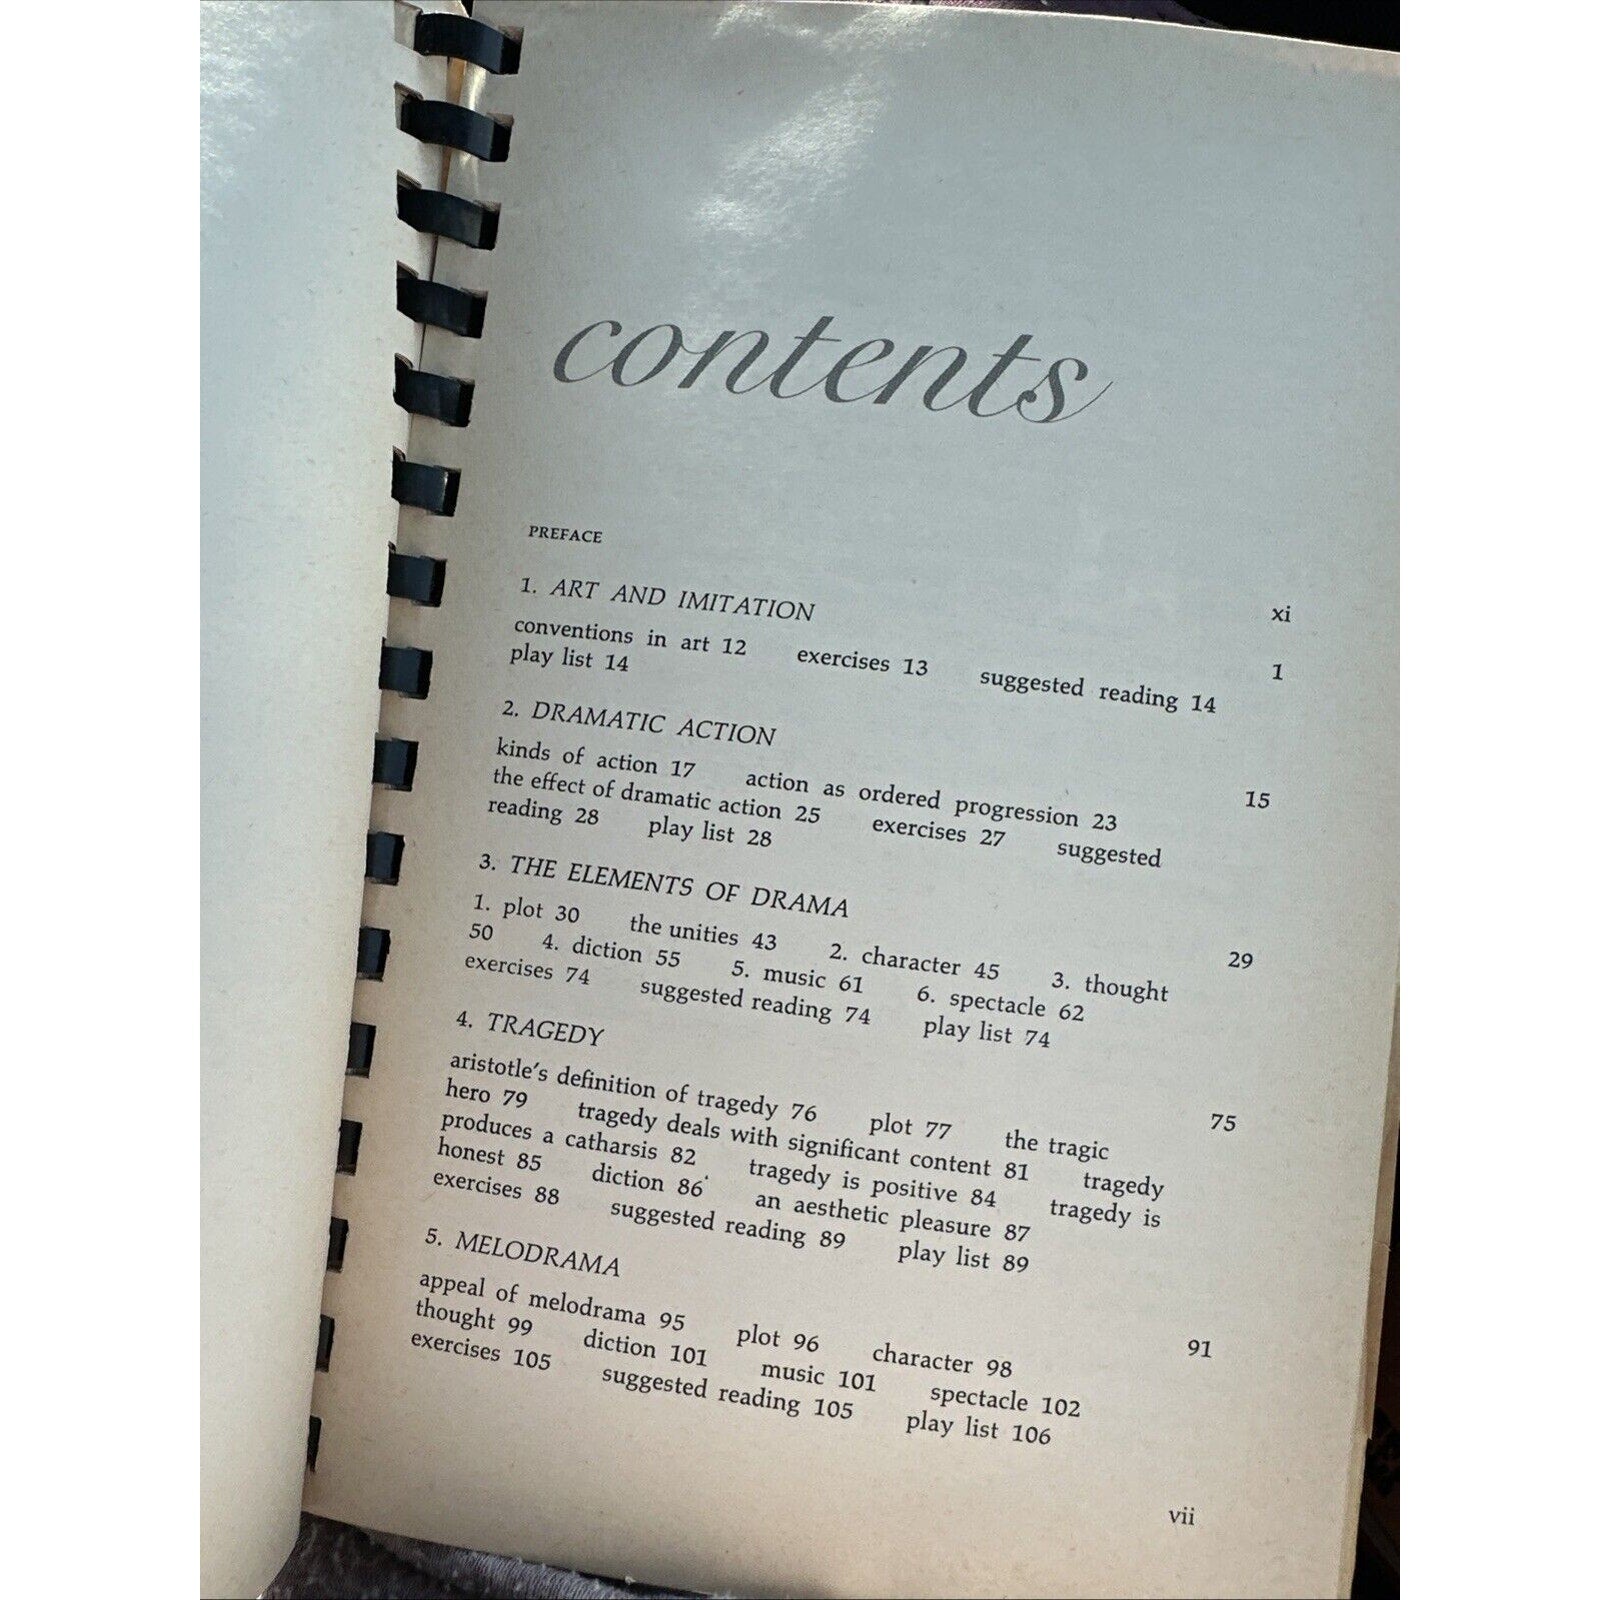 contents
PREFACE xi
1. ART AND IMITATION 1
conventions in art 12 exercises 13 suggested reading 14
play list 14
2. DRAMATIC ACTION 15
kinds of action 17 action as ordered progression 23
the effect of dramatic action 25 exercises 27 suggested
reading 28 play list 28
3. THE ELEMENTS OF DRAMA 29
1. plot 30 the unities 43 2. character 45 3. thought
50 4. diction 55 5. music 61 6. spectacle 62
exercises 74 suggested reading 74 play list 74
4. TRAGEDY 75
aristotle's definition of tragedy 76 plot 77 the tragic
hero 79 tragedy deals with significant content 81 tragedy
produces a catharsis 82 tragedy is positive 84 tragedy is
honest 85 diction 86 an aesthetic pleasure 87
exercises 88 suggested reading 89 play list 89
5. MELODRAMA 91
appeal of melodrama 95 plot 96 character 98
thought 99 diction 101 music 101 spectacle 102
exercises 105 suggested reading 105 play list 106
vii